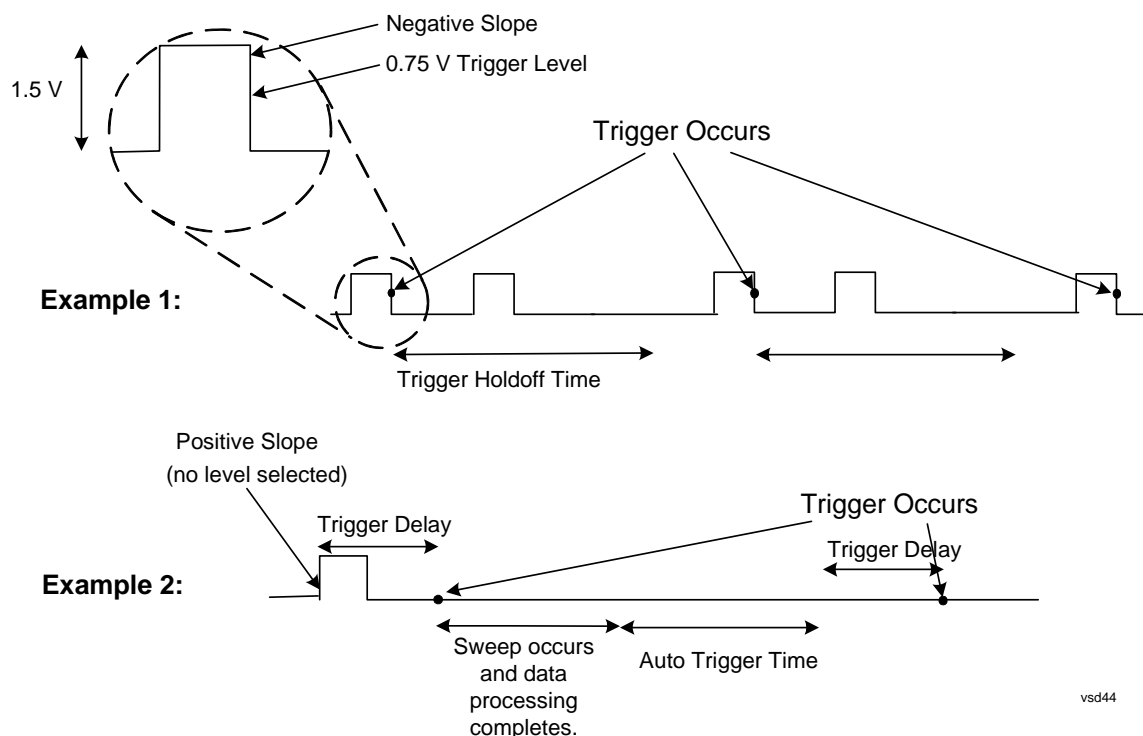 Negative Slope
1.5 V
0.75 V Trigger Level
Trigger Occurs
Example 1:
Trigger Holdoff Time
Positive Slope
(no level selected)
Trigger Delay
Trigger Occurs
Trigger Delay
Example 2:
Sweep occurs
and data
processing
completes.
Auto Trigger Time
vsd44